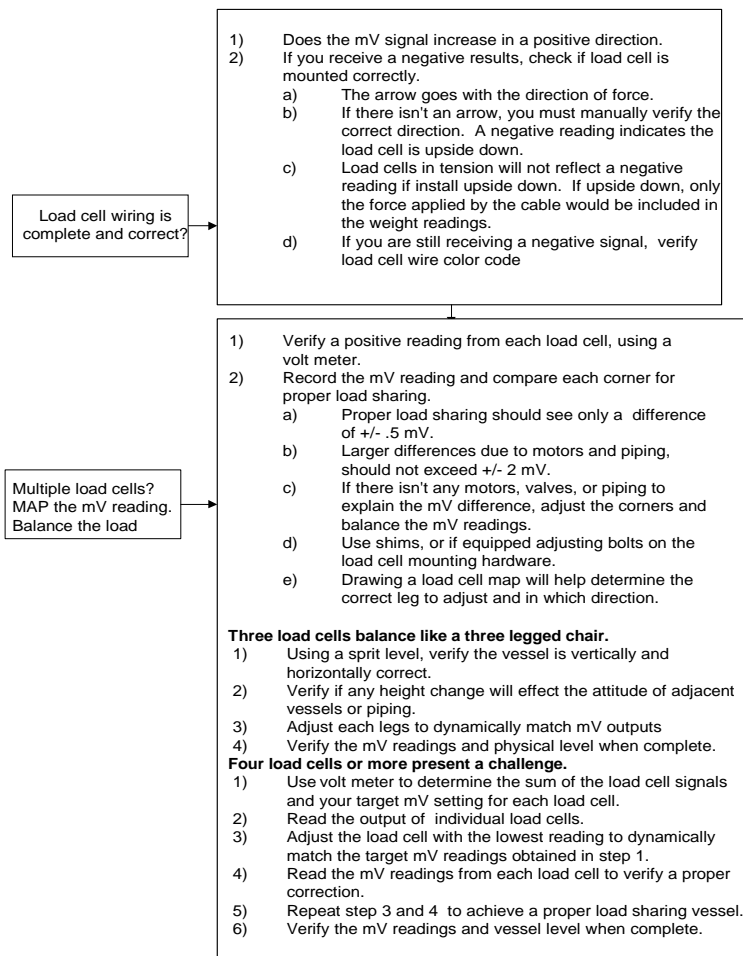 1) Does the mV signal increase in a positive direction.
2) If you receive a negative results, check if load cell is
mounted correctly.
a) The arrow goes with the direction of force.
b) If there isn't an arrow, you must manually verify the
correct direction. A negative reading indicates the
load cell is upside down.
c) Load cells in tension will not reflect a negative
reading if install upside down. If upside down, only
the force applied by the cable would be included in
the weight readings.
d) If you are still receiving a negative signal, verify
load cell wire color code
Load cell wiring is
complete and correct?
1) Verify a positive reading from each load cell, using a
volt meter.
2) Record the mV reading and compare each corner for
proper load sharing.
a) Proper load sharing should see only a difference
of +/- .5 mV.
b) Larger differences due to motors and piping,
should not exceed +/- 2 mV.
c) If there isn't any motors, valves, or piping to
explain the mV difference, adjust the corners and
balance the mV readings.
d) Use shims, or if equipped adjusting bolts on the
load cell mounting hardware.
e) Drawing a load cell map will help determine the
correct leg to adjust and in which direction.
Multiple load cells?
MAP the mV reading.
Balance the load
Three load cells balance like a three legged chair.
1) Using a sprit level, verify the vessel is vertically and
horizontally correct.
2) Verify if any height change will effect the attitude of adjacent
vessels or piping.
3) Adjust each legs to dynamically match mV outputs
4) Verify the mV readings and physical level when complete.
Four load cells or more present a challenge.
1) Use volt meter to determine the sum of the load cell signals
and your target mV setting for each load cell.
2) Read the output of individual load cells.
3) Adjust the load cell with the lowest reading to dynamically
match the target mV readings obtained in step 1.
4) Read the mV readings from each load cell to verify a proper
correction.
5) Repeat step 3 and 4 to achieve a proper load sharing vessel.
6) Verify the mV readings and vessel level when complete.